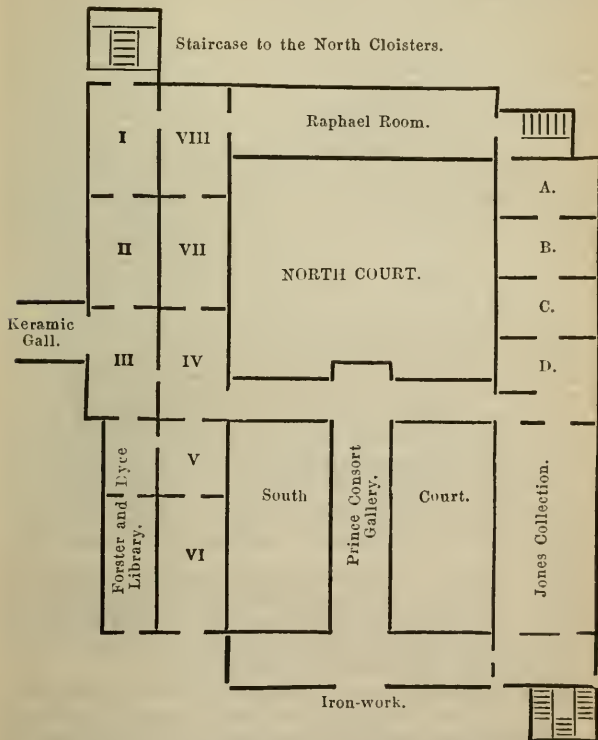 Staircase to the North Cloisters.
I
VIII
Raphael Room.
A.
II
VII
NORTH COURT.
B.
Keramic
Gall.
III
IV
C.
D.
V
VI
Forster and Dyce
Library.
South
Prince Consort
Gallery.
Court.
Jones Collection.
Iron-work.